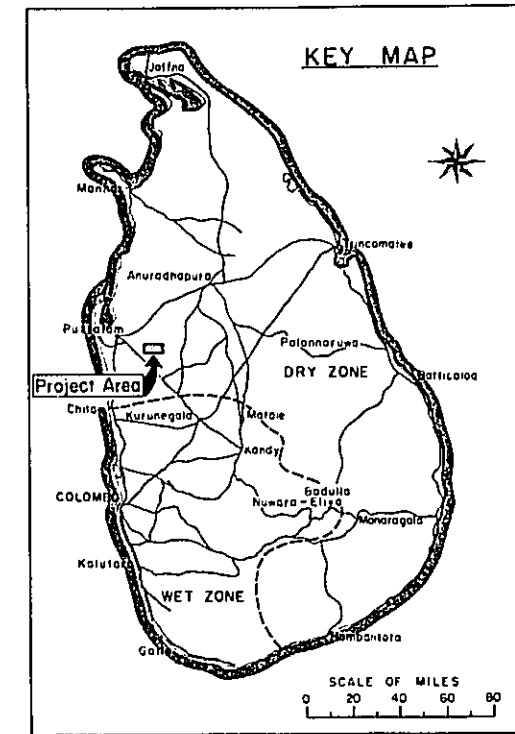 KEY MAP
Jaffna
Mannar
Trincomalee
Anuradhapura
Puttalam
Polonnaruwa
Batticaloa
DRY ZONE
Project Area
Chilaw
Kurunegala
Matale
Kandy
Badulla
Nuwara-Eliya
COLOMBO
Monaragala
Kalutara
WET ZONE
Hambantota
Galle
SCALE OF MILES
0 20 40 60 80